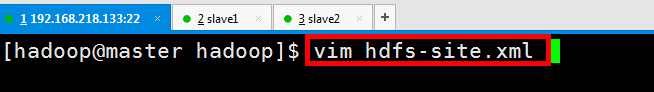 1 192.168.218.133:22 × 2 slave1 × 3 slave2 × +
[hadoop@master hadoop]$ vim hdfs-site.xml